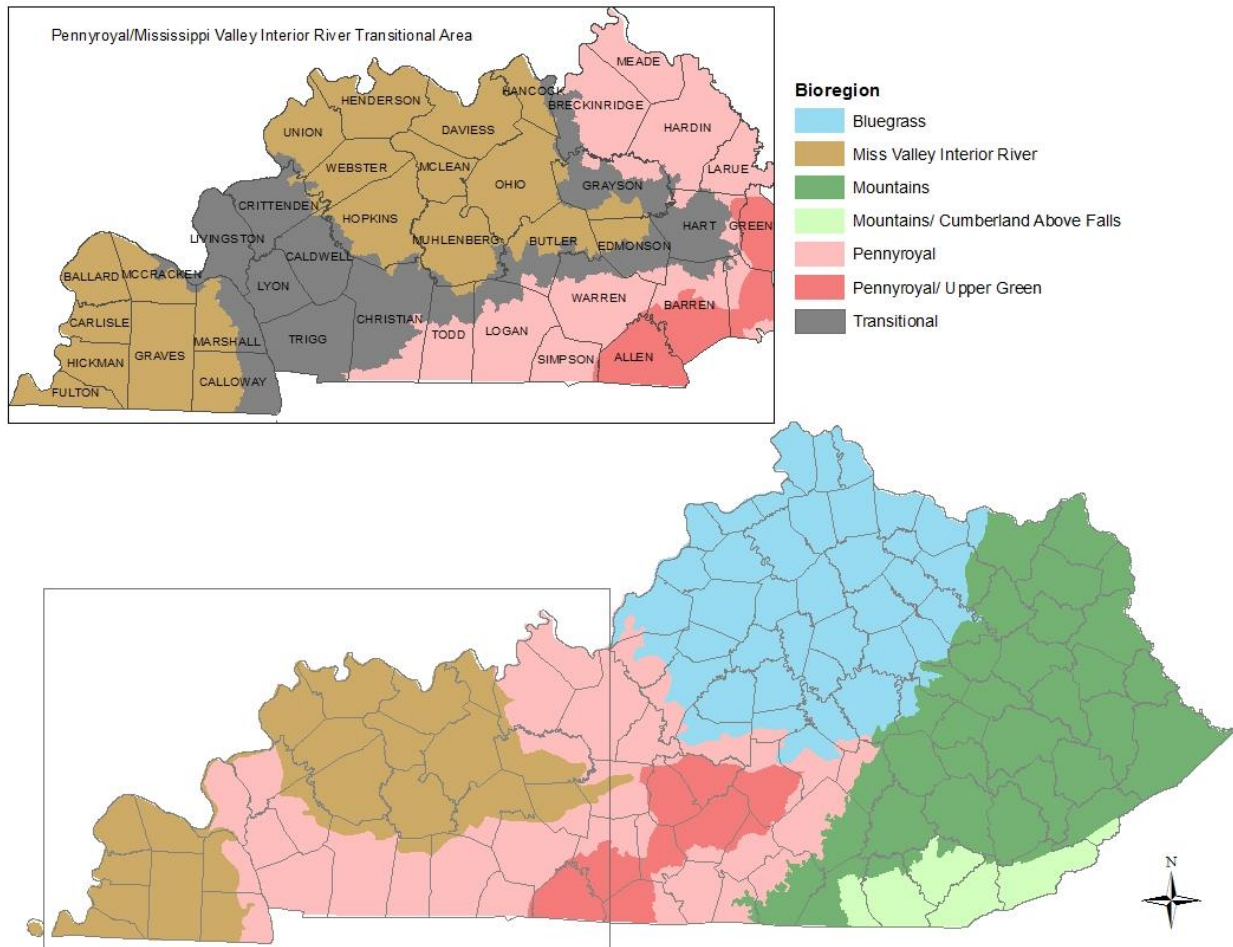 Pennyroyal/Mississippi Valley Interior River Transitional Area
MEADE
HANCOCK
BRECKINRIDGE
HENDERSON
UNION
DAVIESS
HARDIN
WEBSTER
MCLEAN
OHIO
LARUE
GRAYSON
CRITTENDEN
HOPKINS
HART
GREEN
LIVINGSTON
MUHLENBERG
BUTLER
EDMONSON
CALDWELL
BALLARD
MCCRACKEN
LYON
WARREN
BARREN
CARLISLE
CHRISTIAN
TODD
LOGAN
MARSHALL
TRIGG
HICKMAN
GRAVES
SIMPSON
ALLEN
CALLOWAY
FULTON
Bioregion
Bluegrass
Miss Valley Interior River
Mountains
Mountains/ Cumberland Above Falls
Pennyroyal
Pennyroyal/ Upper Green
Transitional
N